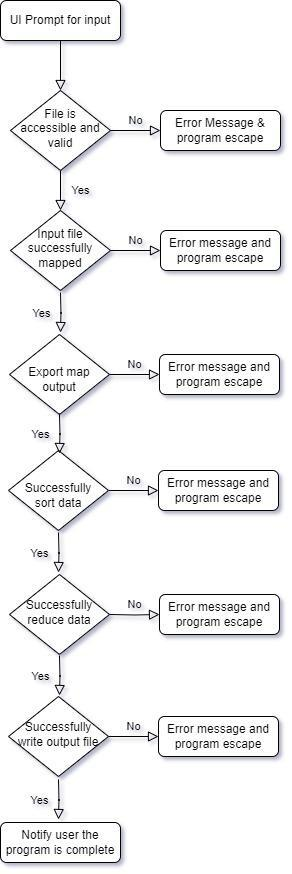 UI Prompt for input
File is
accessible and
valid
No
Error Message &
program escape
Yes
Input file
successfully
mapped
No
Error message and
program escape
Yes
Export map
output
No
Error message and
program escape
Yes
Successfully
sort data
No
Error message and
program escape
Yes
Successfully
reduce data
No
Error message and
program escape
Yes
Successfully
write output file
No
Error message and
program escape
Yes
Notify user the
program is complete